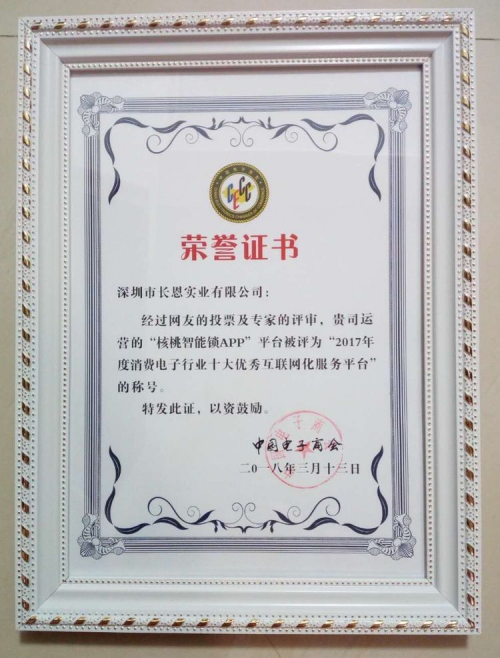 CECC
荣誉证书
深圳市长恩实业有限公司：
经过网友的投票及专家的评审，贵司运
营的“核桃智能锁APP”平台被评为“2017年
度消费电子行业十大优秀互联网化服务平台”
的称号。
特发此证，以资鼓励。
中国电子商会
二〇一八年三月十三日